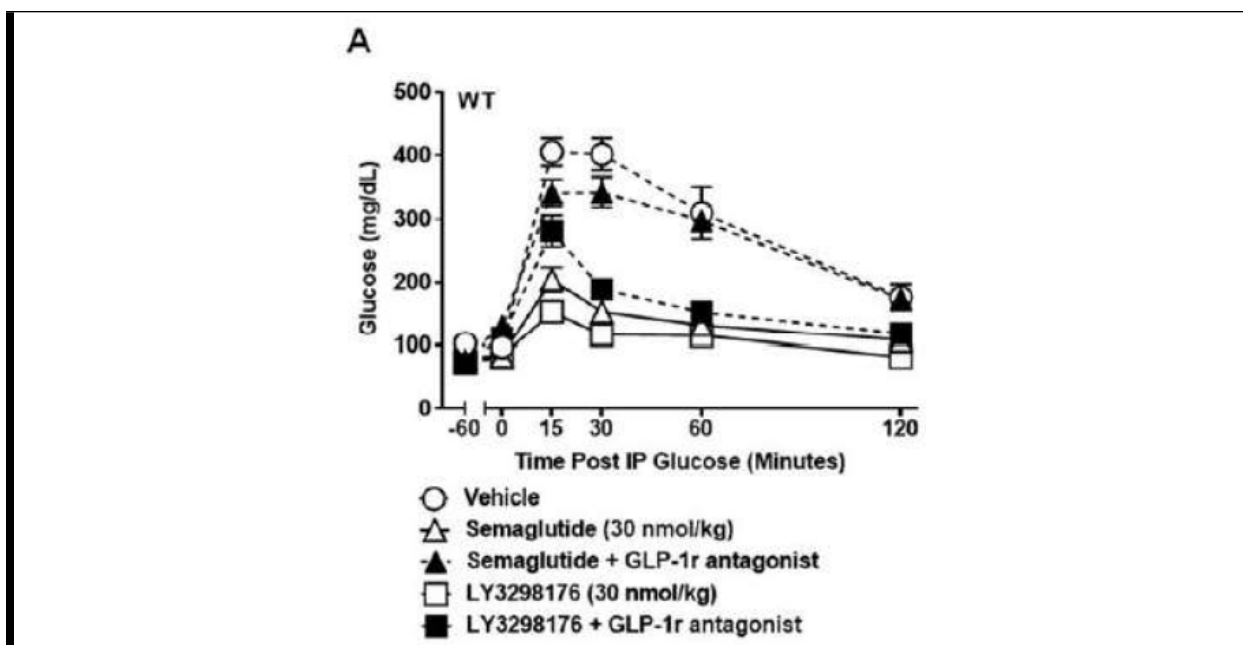 A
500
WT
400
300
200
100
0
Glucose (mg/dL)
-60 0 15 30 60 120
Time Post IP Glucose (Minutes)
Vehicle
Semaglutide (30 nmol/kg)
Semaglutide + GLP-1r antagonist
LY3298176 (30 nmol/kg)
LY3298176 + GLP-1r antagonist